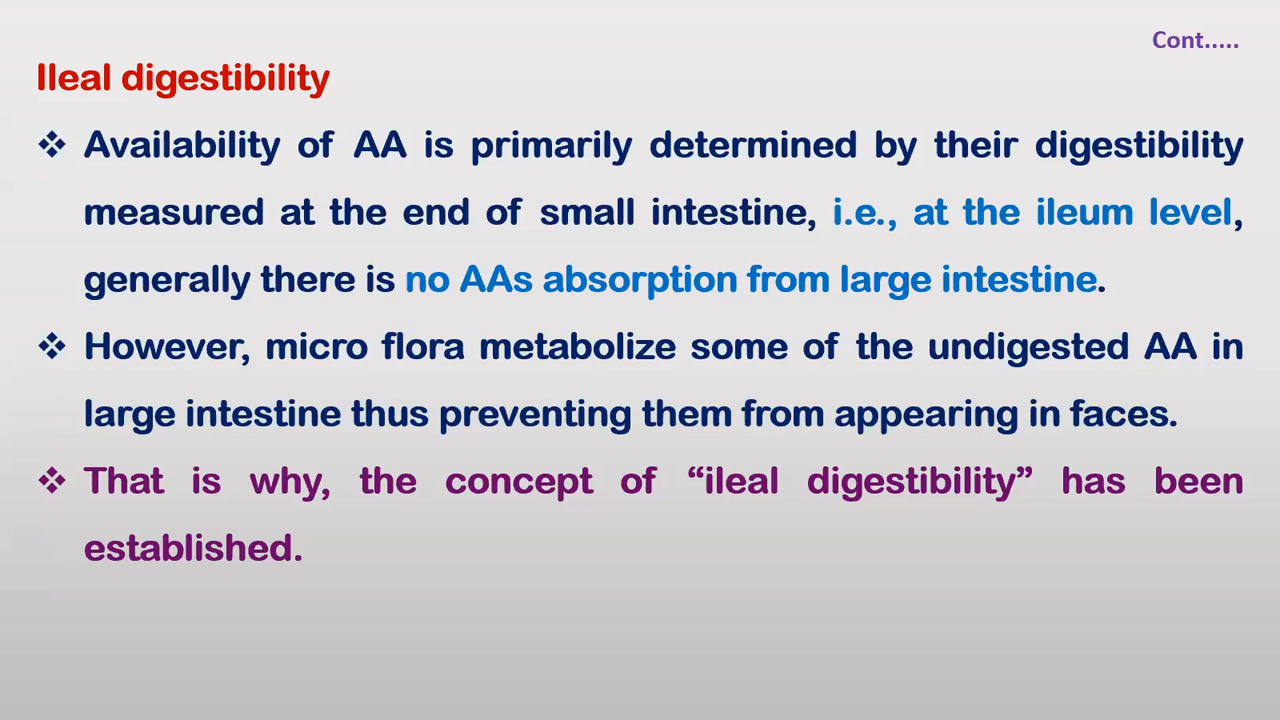 Cont.....
Ileal digestibility
❖ Availability of AA is primarily determined by their digestibility
measured at the end of small intestine, i.e., at the ileum level,
generally there is no AAs absorption from large intestine.
❖ However, micro flora metabolize some of the undigested AA in
large intestine thus preventing them from appearing in faces.
❖ That is why, the concept of “ileal digestibility” has been
established.